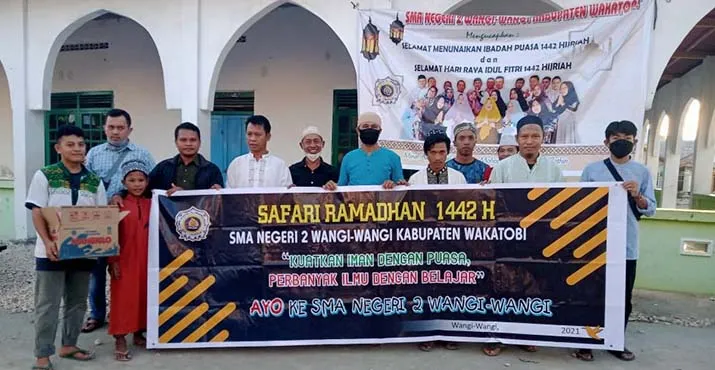 SMA NEGERI 2 WANGI-WANGI KABUPATEN WAKATOBI
Mengucapkan :
SELAMAT MENUNAIKAN IBADAH PUASA 1442 HIJRIAH
dan
SELAMAT HARI RAYA IDUL FITRI 1442 HIJRIAH
SAFARI RAMADHAN 1442 H
SMA NEGERI 2 WANGI-WANGI KABUPATEN WAKATOBI
“KUATKAN IMAN DENGAN PUASA,
PERBANYAK ILMU DENGAN BELAJAR”
AYO KE SMA NEGERI 2 WANGI-WANGI
Wangi-Wangi, 2021